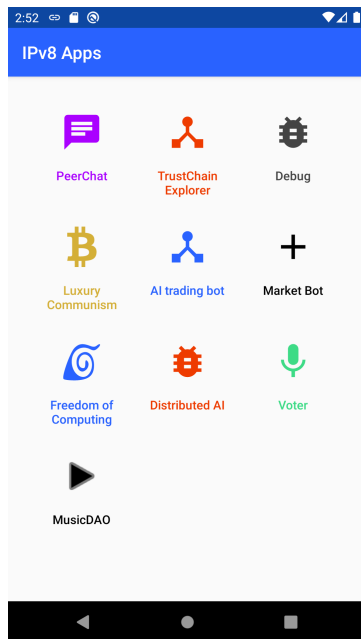 2:52
IPv8 Apps
PeerChat
TrustChain
Explorer
Debug
Luxury
Communism
AI trading bot
Market Bot
Freedom of
Computing
Distributed AI
Voter
MusicDAO